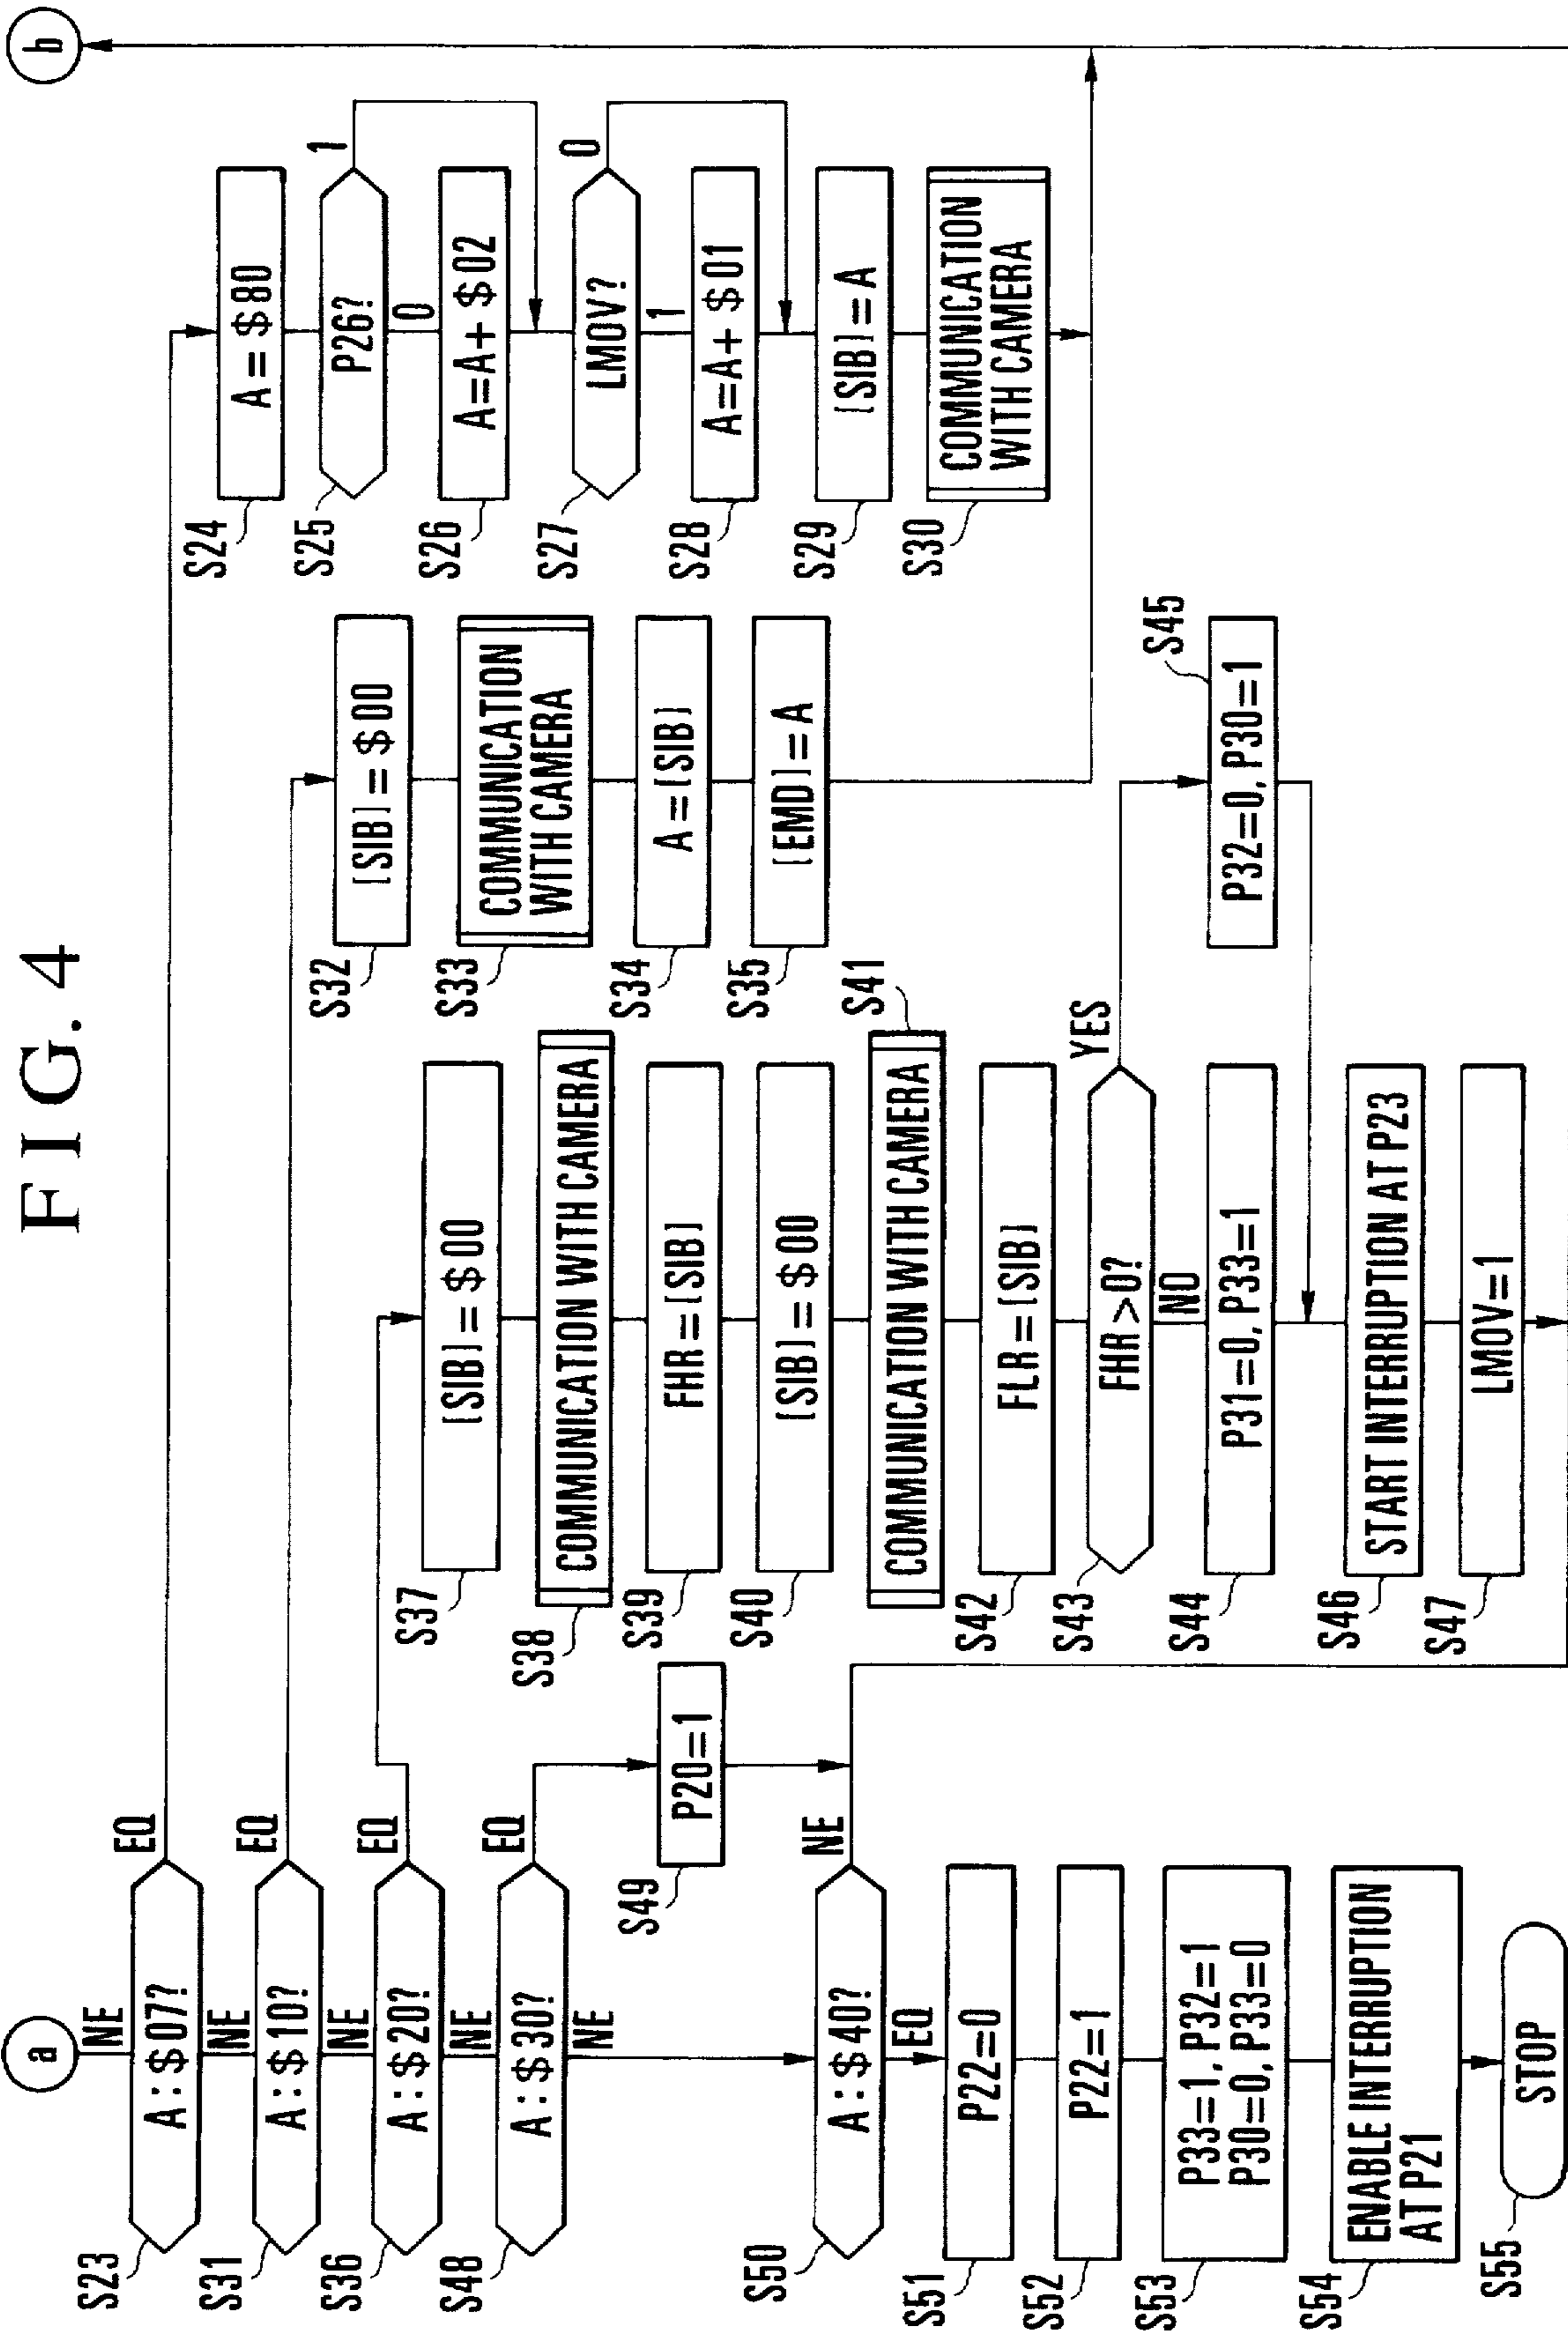 FIG. 4
a
NE
S23
A:$07?
EQ
NE
S31
A:$10?
EQ
NE
S36
A:$20?
EQ
NE
S48
A:$30?
EQ
NE
S49
P20=1
S50
A:$40?
NE
EQ
S51
P22=0
S52
P22=1
S53
P33=1, P32=1
P30=0, P33=0
S54
ENABLE INTERRUPTION
AT P21
S55
STOP
S37
[SIB]=$00
S38
COMMUNICATION WITH CAMERA
S39
FHR=[SIB]
S40
[SIB]=$00
S41
COMMUNICATION WITH CAMERA
S42
FLR=[SIB]
S43
FHR>0?
YES
NO
S44
P31=0, P33=1
S45
P32=0, P30=1
S46
START INTERRUPTION AT P23
S47
LMOV=1
S32
[SIB]=$00
S33
COMMUNICATION
WITH CAMERA
S34
A=[SIB]
S35
[EMD]=A
S24
A=$80
S25
P26?
1
0
S26
A=A+$02
S27
LMOV?
0
1
S28
A=A+$01
S29
[SIB]=A
S30
COMMUNICATION
WITH CAMERA
b